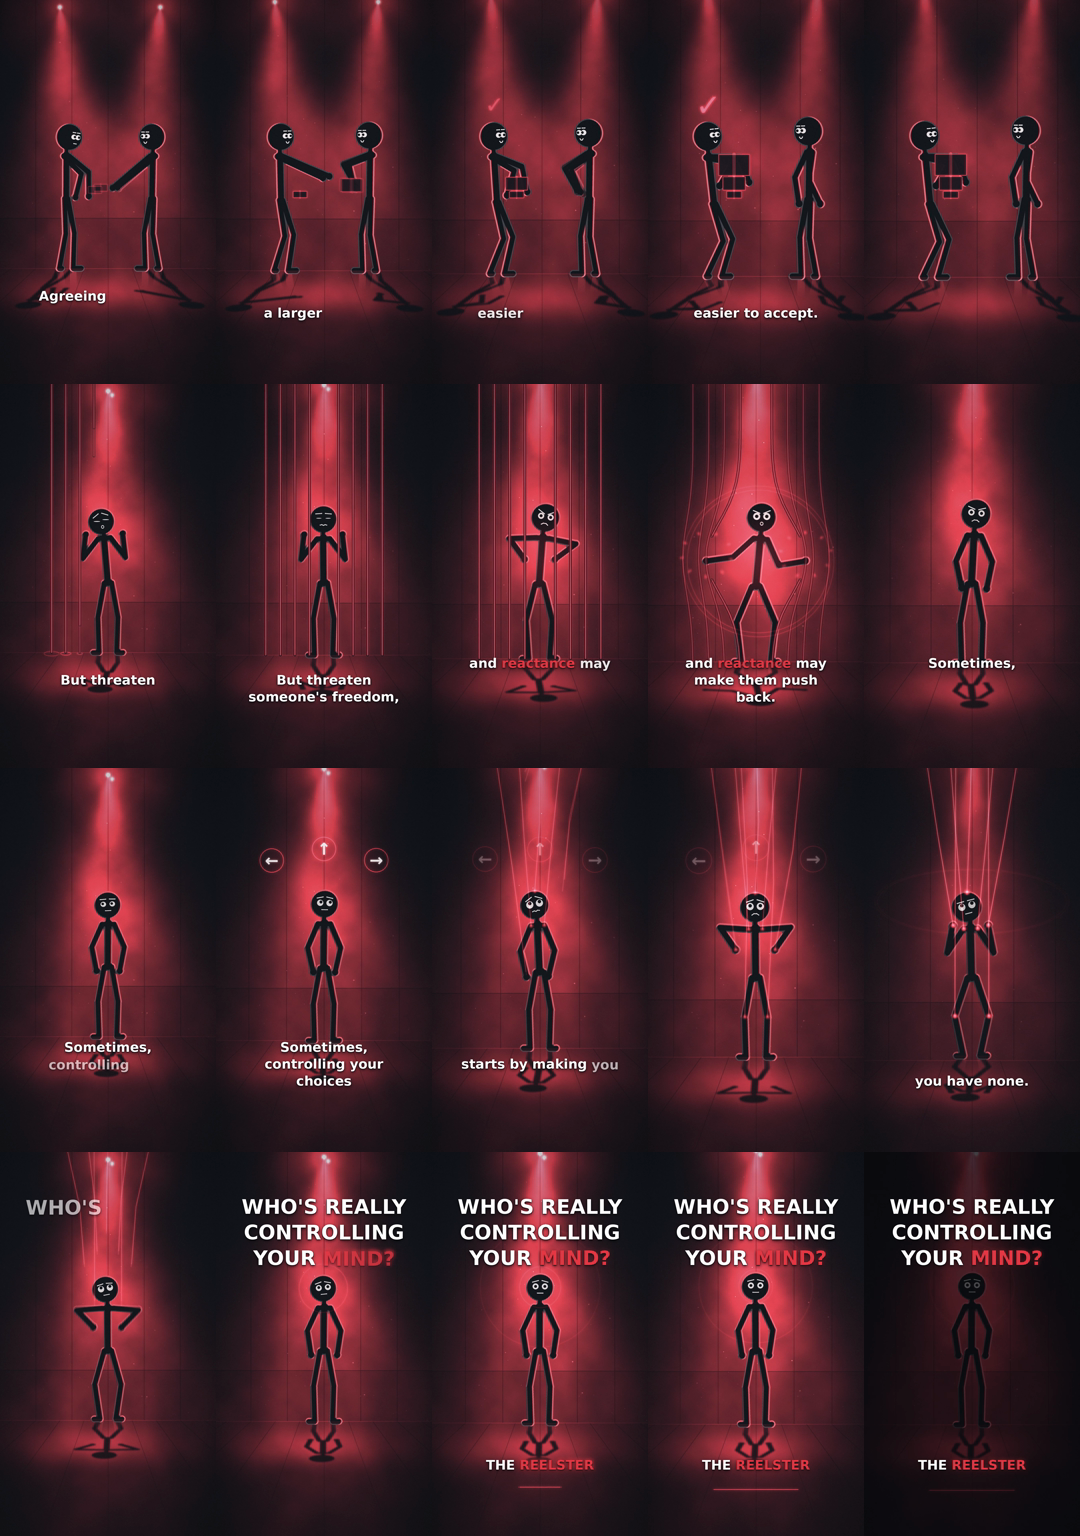 Agreeing
a larger
easier
easier to accept.
But threaten
But threaten
someone's freedom,
and reactance may
and reactance may
make them push
back.
Sometimes,
Sometimes,
controlling
Sometimes,
controlling your
choices
starts by making you
you have none.
WHO'S
WHO'S REALLY
CONTROLLING
YOUR MIND?
WHO'S REALLY
CONTROLLING
YOUR MIND?
THE REELSTER
WHO'S REALLY
CONTROLLING
YOUR MIND?
THE REELSTER
WHO'S REALLY
CONTROLLING
YOUR MIND?
THE REELSTER